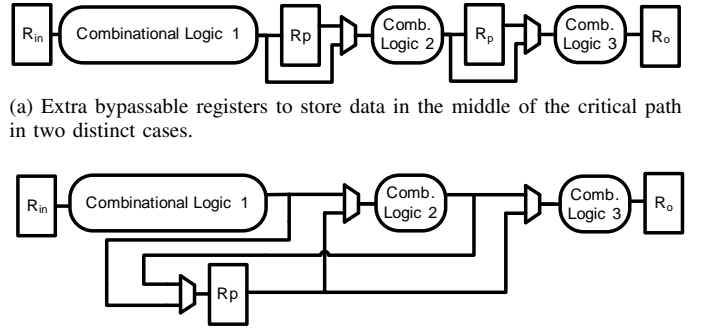 Rin Combinational Logic 1 Rp Comb. Logic 2 Rp Comb. Logic 3 Ro
(a) Extra bypassable registers to store data in the middle of the critical path
in two distinct cases.
Rin Combinational Logic 1 Comb. Logic 2 Comb. Logic 3 Ro
Rp